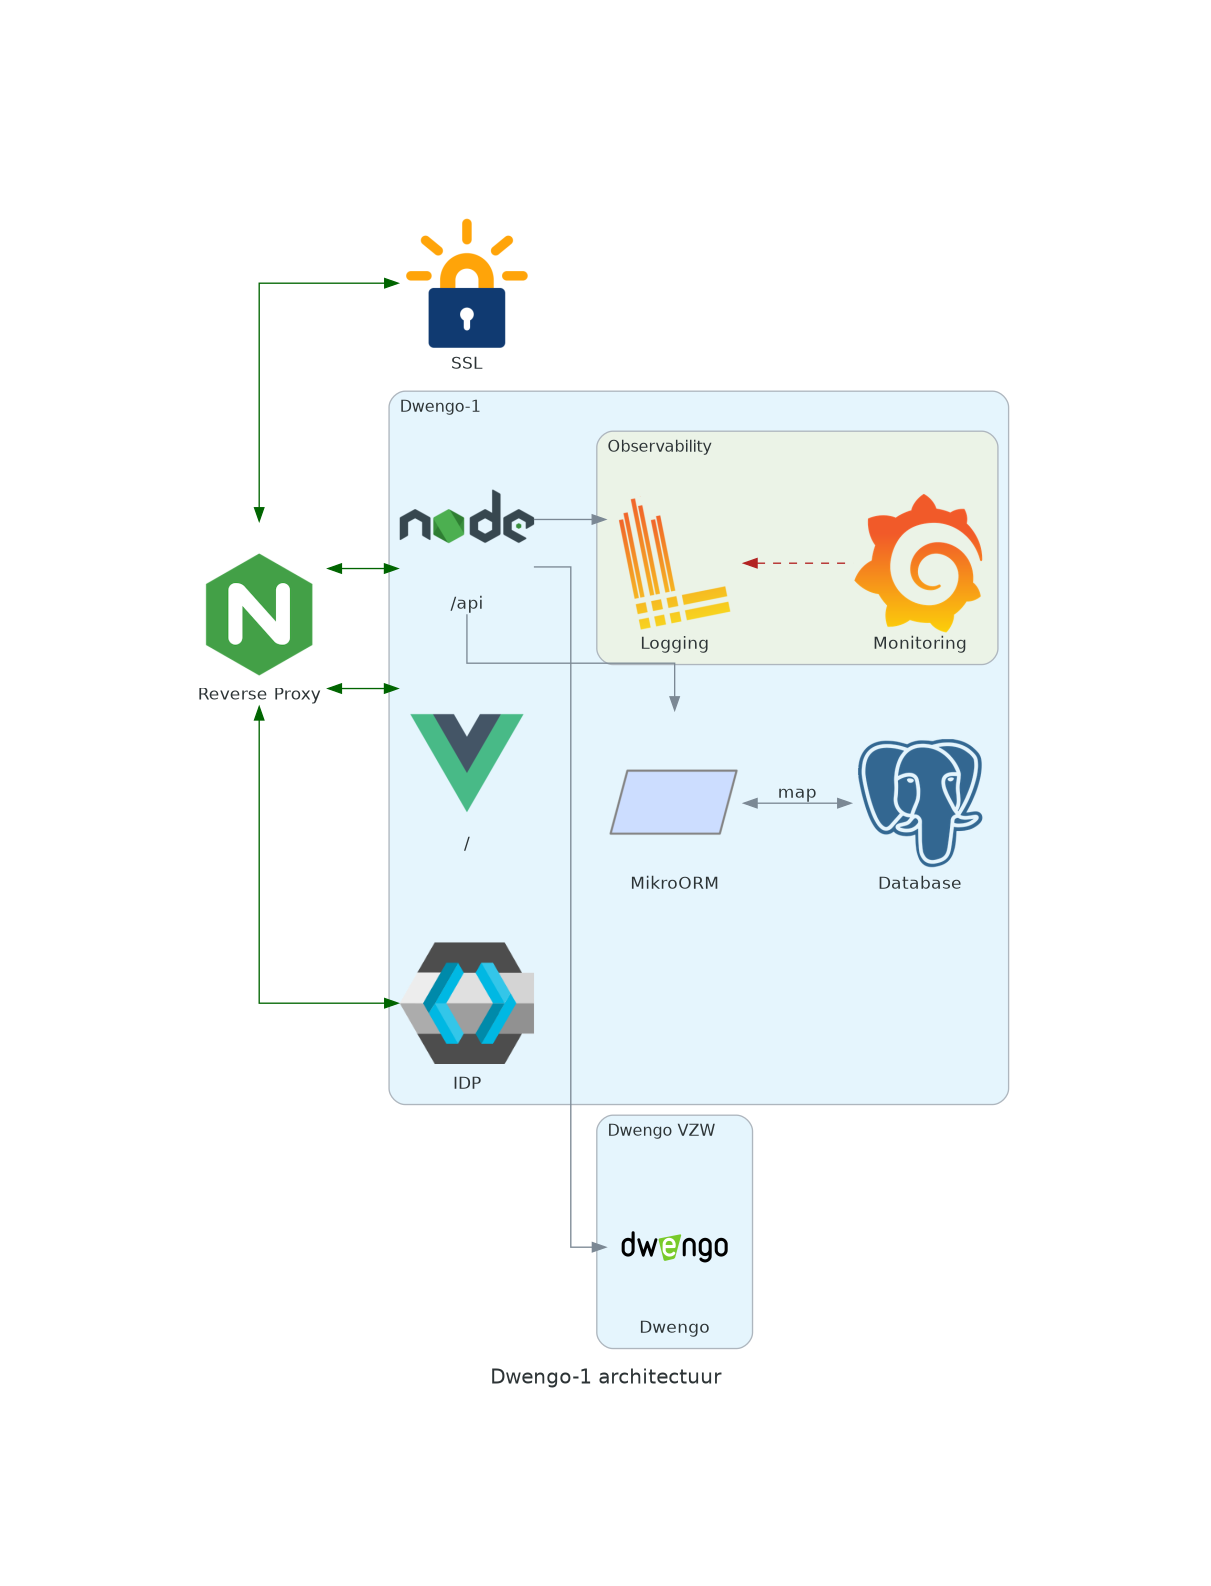 SSL
Dwengo-1
Observability
node
/api
Logging
Monitoring
N
Reverse Proxy
/
map
MikroORM
Database
IDP
Dwengo VZW
dwengo
Dwengo
Dwengo-1 architectuur